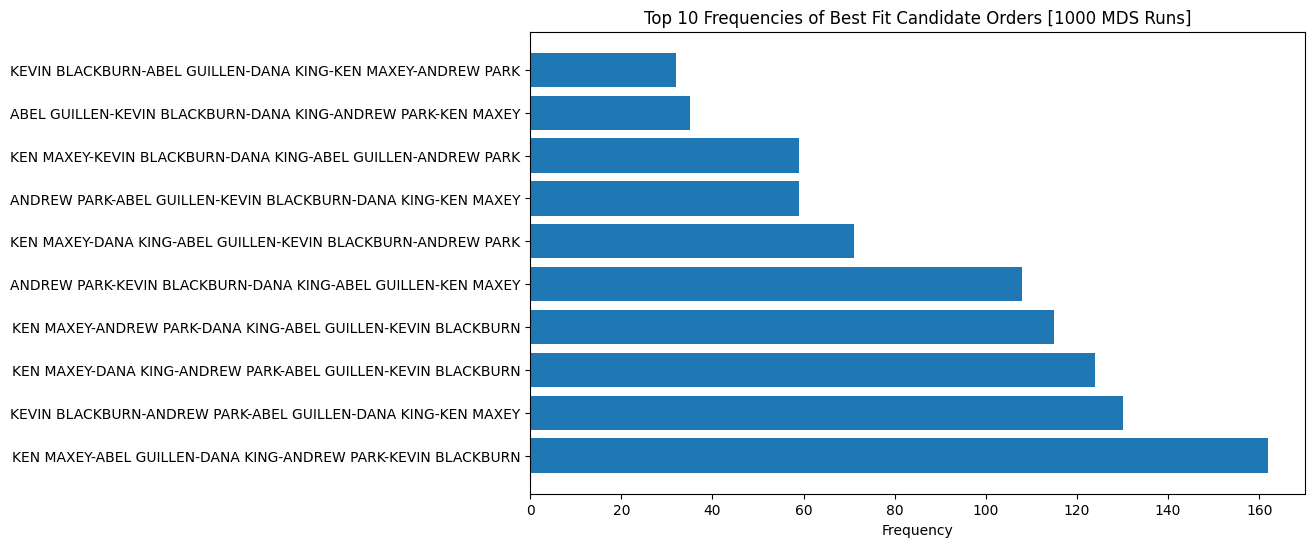 Top 10 Frequencies of Best Fit Candidate Orders [1000 MDS Runs]
KEVIN BLACKBURN-ABEL GUILLEN-DANA KING-KEN MAXEY-ANDREW PARK
ABEL GUILLEN-KEVIN BLACKBURN-DANA KING-ANDREW PARK-KEN MAXEY
KEN MAXEY-KEVIN BLACKBURN-DANA KING-ABEL GUILLEN-ANDREW PARK
ANDREW PARK-ABEL GUILLEN-KEVIN BLACKBURN-DANA KING-KEN MAXEY
KEN MAXEY-DANA KING-ABEL GUILLEN-KEVIN BLACKBURN-ANDREW PARK
ANDREW PARK-KEVIN BLACKBURN-DANA KING-ABEL GUILLEN-KEN MAXEY
KEN MAXEY-ANDREW PARK-DANA KING-ABEL GUILLEN-KEVIN BLACKBURN
KEN MAXEY-DANA KING-ANDREW PARK-ABEL GUILLEN-KEVIN BLACKBURN
KEVIN BLACKBURN-ANDREW PARK-ABEL GUILLEN-DANA KING-KEN MAXEY
KEN MAXEY-ABEL GUILLEN-DANA KING-ANDREW PARK-KEVIN BLACKBURN
0 20 40 60 80 100 120 140 160
Frequency